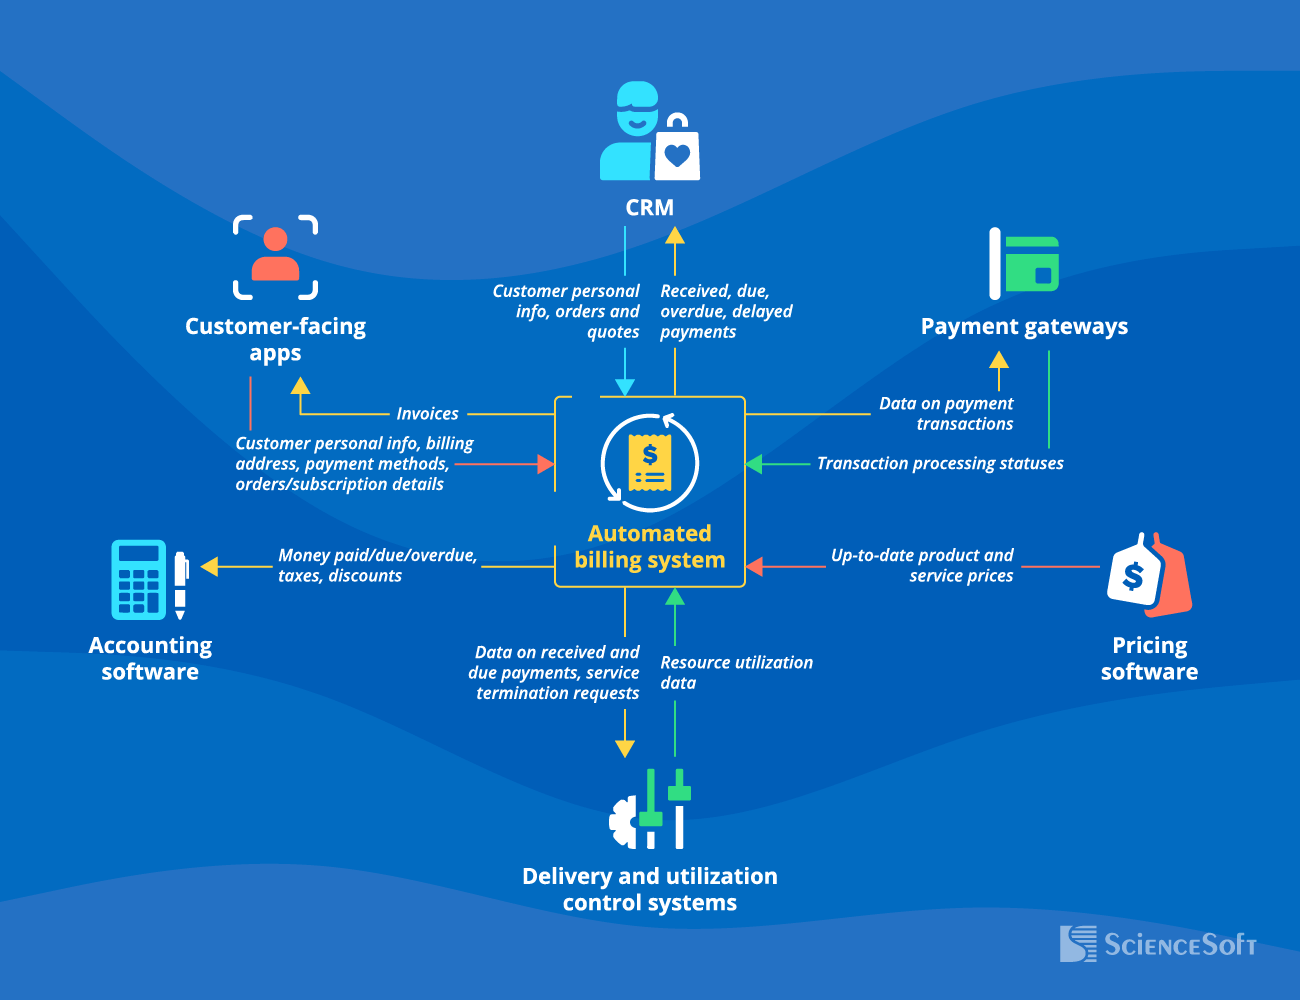 CRM
Customer-facing
apps
Payment gateways
Customer personal
info, orders and
quotes
Received, due,
overdue, delayed
payments
Invoices
Data on payment
transactions
Customer personal info, billing
address, payment methods,
orders/subscription details
$
Transaction processing statuses
Automated
billing system
Money paid/due/overdue,
taxes, discounts
Up-to-date product and
service prices
$
Accounting
software
Pricing
software
Data on received and
due payments, service
termination requests
Resource utilization
data
Delivery and utilization
control systems
ScienceSoft